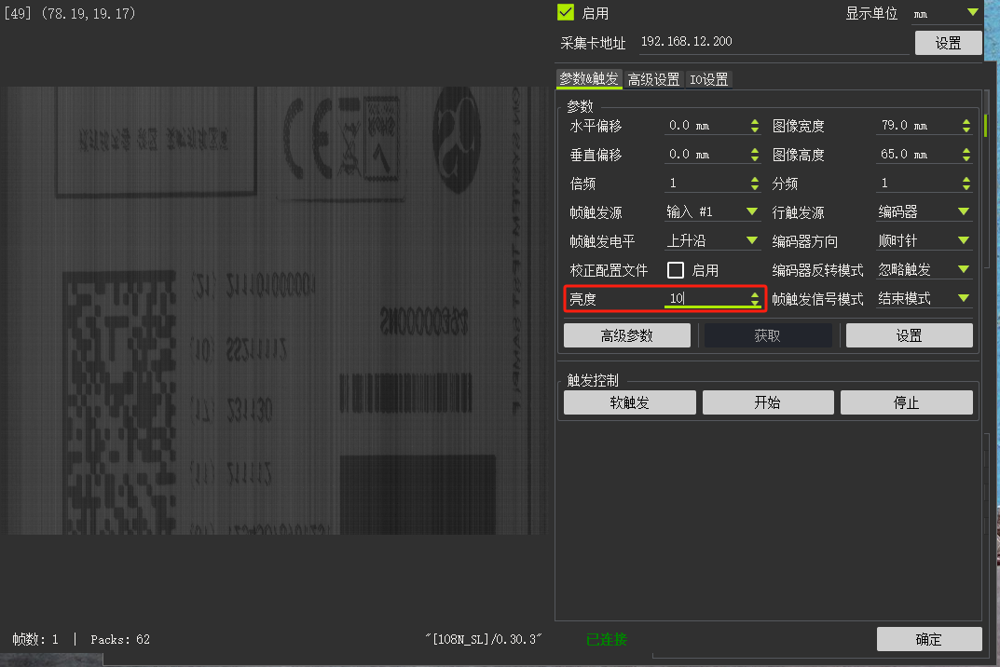 [49] (78.19,19.17)
启用
显示单位 mm
采集卡地址 192.168.12.200 设置
参数&触发 高级设置 IO设置
参数
水平偏移 0.0 mm 图像宽度 79.0 mm
垂直偏移 0.0 mm 图像高度 65.0 mm
倍频 1 分频 1
帧触发源 输入 #1 行触发源 编码器
帧触发电平 上升沿 编码器方向 顺时针
校正配置文件 启用 编码器反转模式 忽略触发
亮度 10 帧触发信号模式 结束模式
高级参数 获取 设置
触发控制
软触发 开始 停止
(10) SS211112
(17) 231130
(11) 211112
SN00000994
帧数: 1 | Packs: 62
"[108N_SL]/0.30.3"
已连接
确定